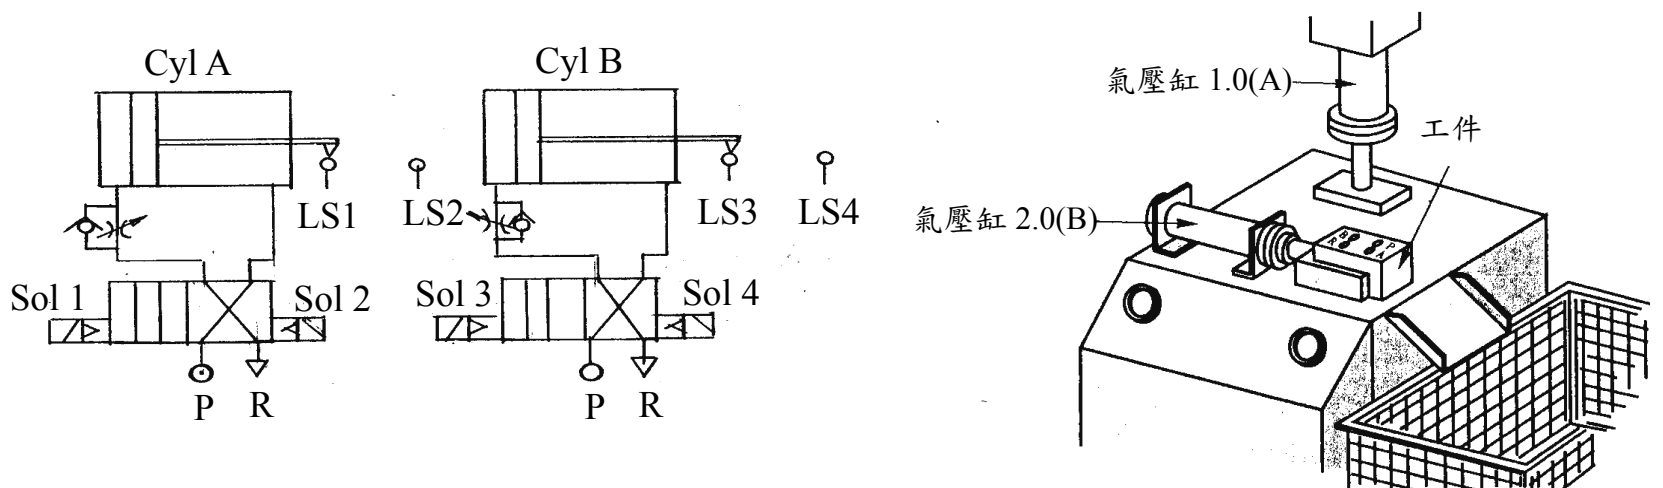 Cyl A
Cyl B
LS1
LS2
LS3
LS4
Sol 1
Sol 2
Sol 3
Sol 4
P
R
P
R
氣壓缸 1.0(A)
工件
氣壓缸 2.0(B)
B
R
P
A